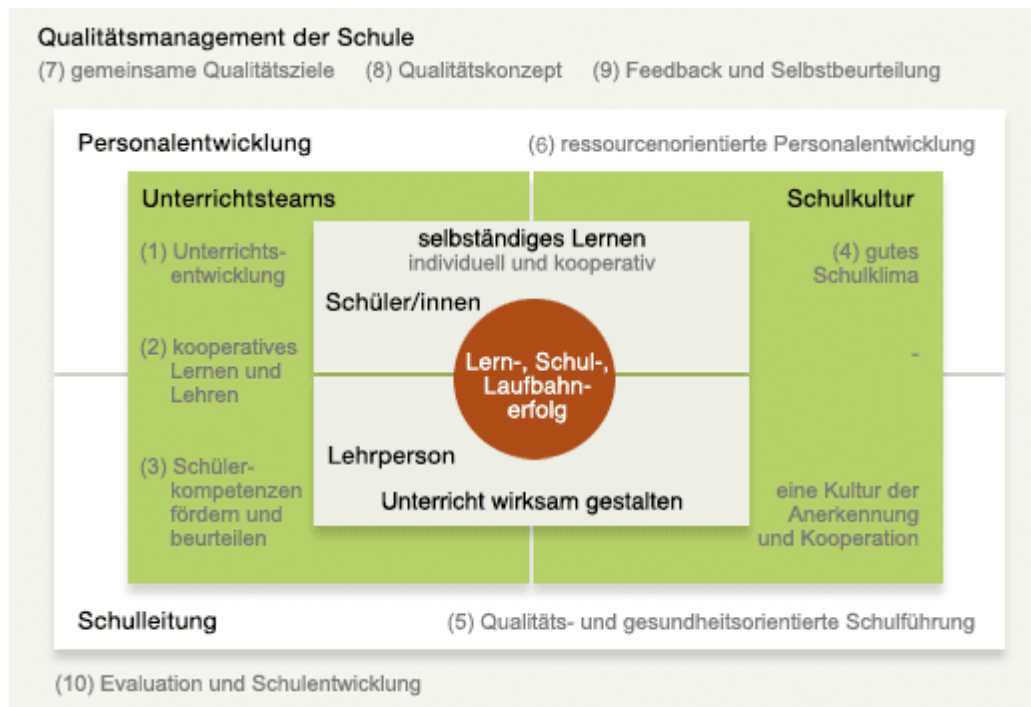 Qualitätsmanagement der Schule
(7) gemeinsame Qualitätsziele (8) Qualitätskonzept (9) Feedback und Selbstbeurteilung
Personalentwicklung (6) ressourcenorientierte Personalentwicklung
Unterrichtsteams
(1) Unterrichts-
entwicklung
(2) kooperatives
Lernen und
Lehren
(3) Schüler-
kompetenzen
fördern und
beurteilen
selbständiges Lernen
individuell und kooperativ
Schüler/innen
Lern-, Schul-,
Laufbahn-
erfolg
Lehrperson
Unterricht wirksam gestalten
Schulkultur
(4) gutes
Schulklima
-
eine Kultur der
Anerkennung
und Kooperation
Schulleitung (5) Qualitäts- und gesundheitsorientierte Schulführung
(10) Evaluation und Schulentwicklung